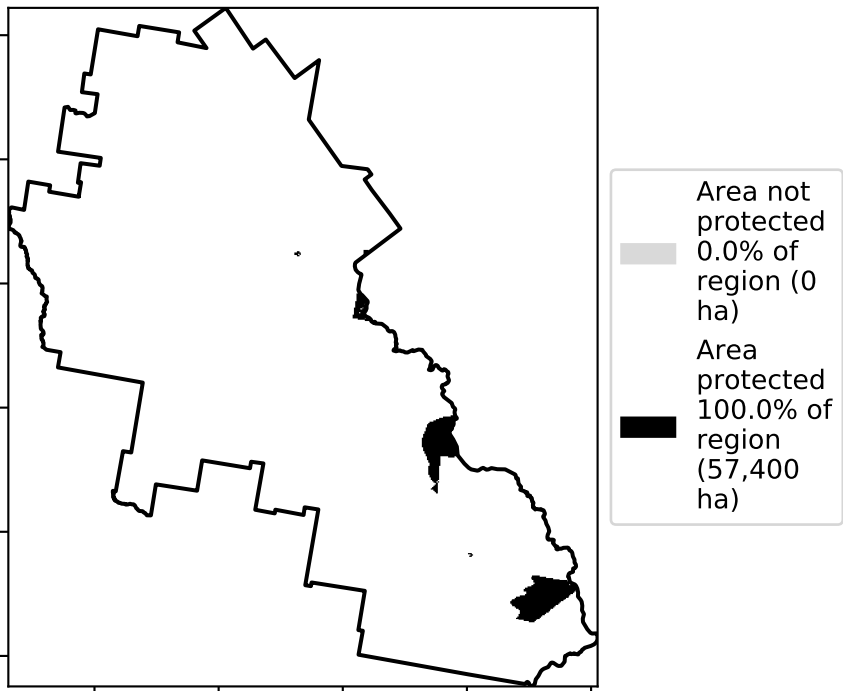 Area not
protected
0.0% of
region (0
ha)
Area
protected
100.0% of
region
(57,400
ha)